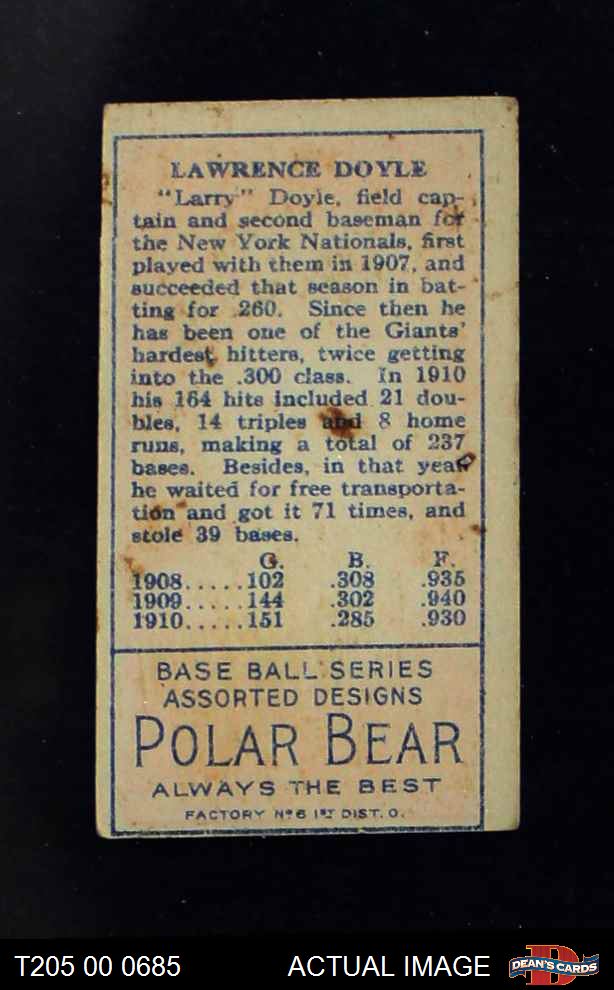 LAWRENCE DOYLE
"Larry" Doyle, field cap-
tain and second baseman for
the New York Nationals, first
played with them in 1907, and
succeeded that season in bat-
ting for .260. Since then he
has been one of the Giants'
hardest hitters, twice getting
into the .300 class. In 1910
his 164 hits included 21 dou-
bles, 14 triples and 8 home
runs, making a total of 237
bases. Besides, in that year
he waited for free transporta-
tion and got it 71 times, and
stole 39 bases.
G. B. F.
1908.....102 .308 .935
1909.....144 .302 .940
1910.....151 .285 .930
BASE BALL SERIES
ASSORTED DESIGNS
POLAR BEAR
ALWAYS THE BEST
FACTORY Nº 6 1ST DIST. O.
T205 00 0685 ACTUAL IMAGE D DEAN'S CARDS